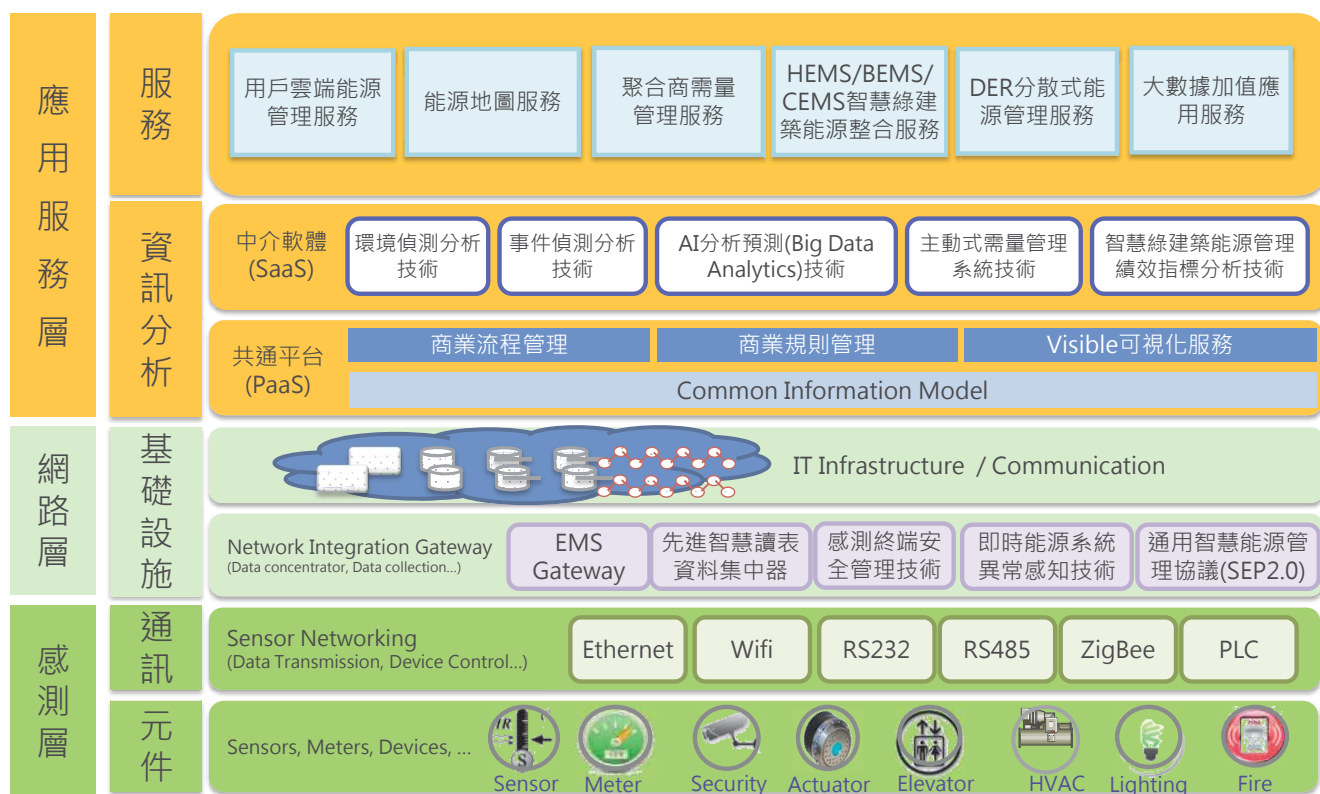 應用服務層
服務
用戶雲端能源
管理服務
能源地圖服務
聚合商需量
管理服務
HEMS/BEMS/
CEMS智慧綠建
築能源整合服務
DER分散式能
源管理服務
大數據加值應
用服務
資訊分析
中介軟體
(SaaS)
環境偵測分析
技術
事件偵測分析
技術
AI分析預測(Big Data
Analytics)技術
主動式需量管理
系統技術
智慧綠建築能源管理
績效指標分析技術
共通平台
(PaaS)
商業流程管理
商業規則管理
Visible可視化服務
Common Information Model
網路層
基礎設施
IT Infrastructure / Communication
Network Integration Gateway
(Data concentrator, Data collection...)
EMS
Gateway
先進智慧讀表
資料集中器
感測終端安
全管理技術
即時能源系統
異常感知技術
通用智慧能源管
理協議(SEP2.0)
感測層
通訊
Sensor Networking
(Data Transmission, Device Control...)
Ethernet
Wifi
RS232
RS485
ZigBee
PLC
元件
Sensors, Meters, Devices, ...
IR
S
Sensor
Meter
Security
Actuator
Elevator
HVAC
Lighting
Fire